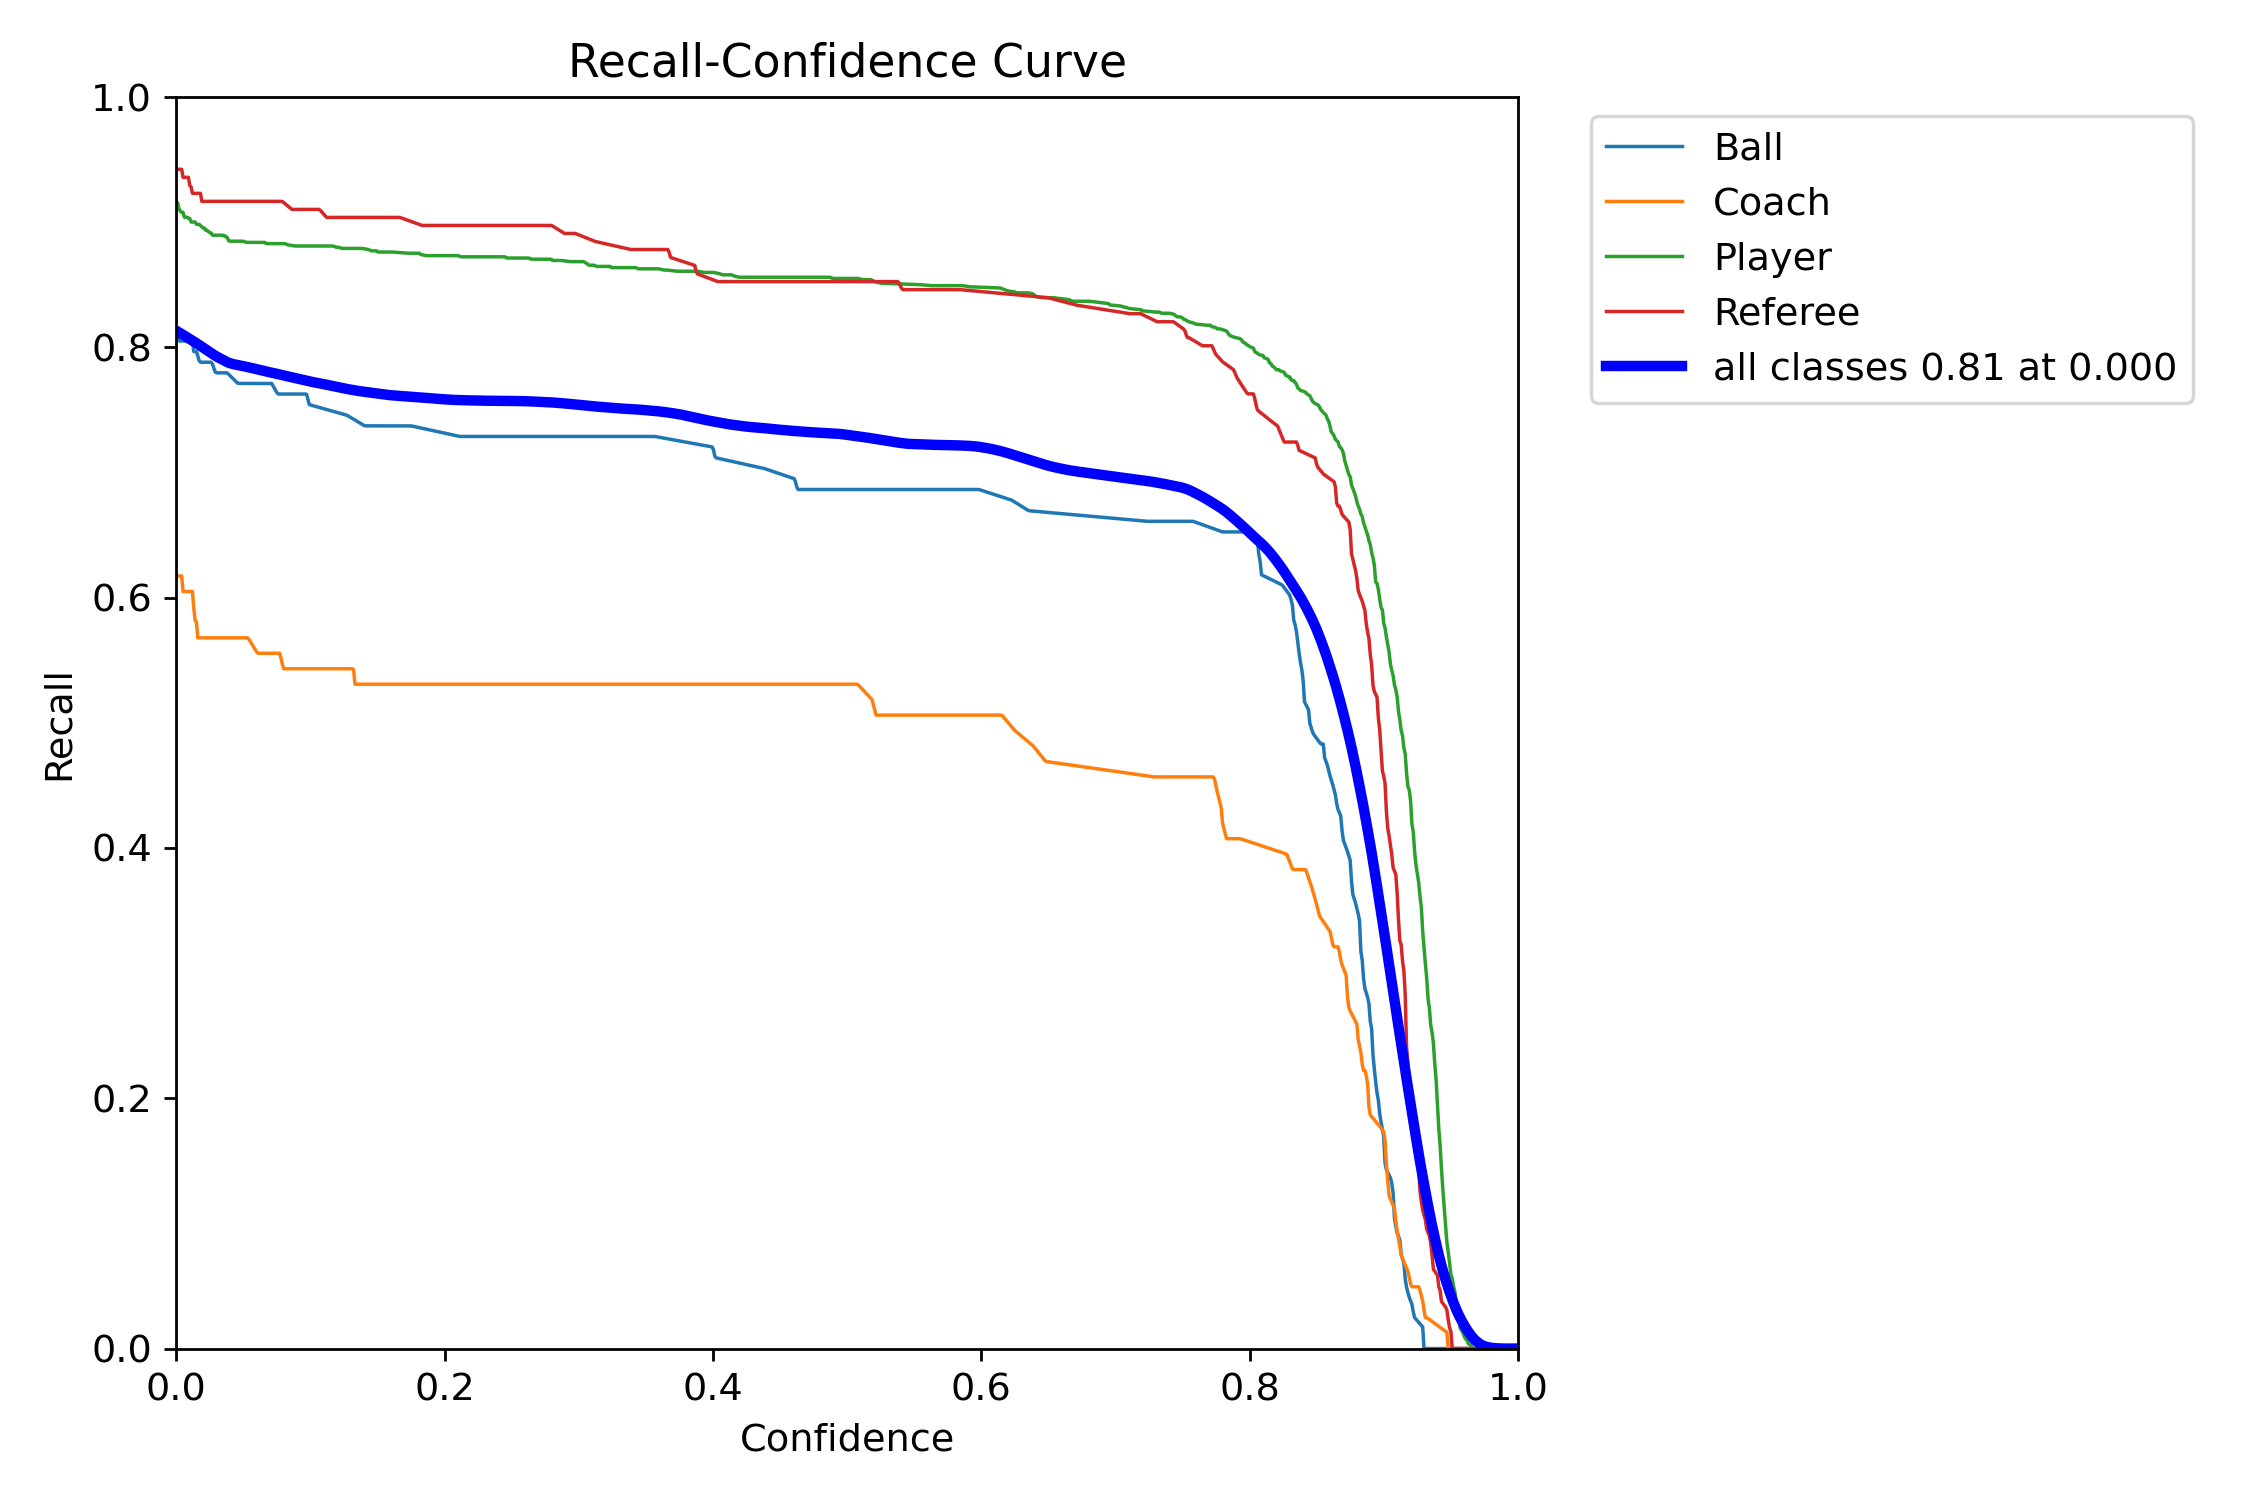 Recall-Confidence Curve
1.0
0.8
0.6
0.4
0.2
0.0
Recall
0.0 0.2 0.4 0.6 0.8 1.0
Confidence
Ball
Coach
Player
Referee
all classes 0.81 at 0.000